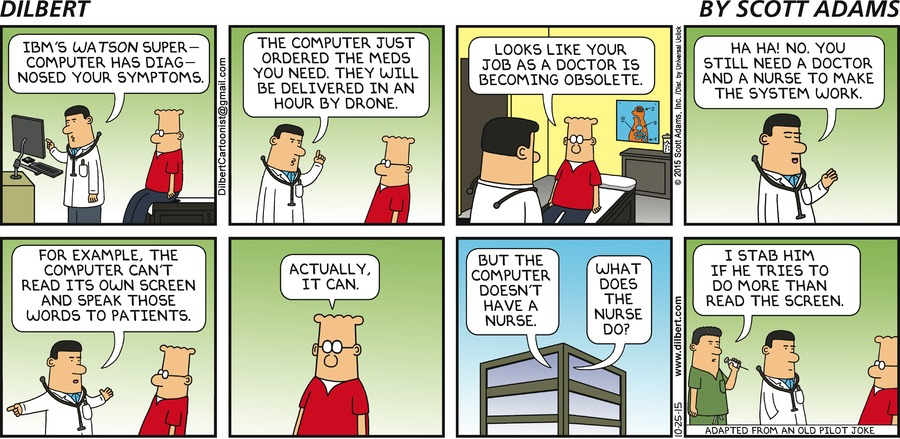 DILBERT
BY SCOTT ADAMS
IBM'S WATSON SUPER-
COMPUTER HAS DIAG-
NOSED YOUR SYMPTOMS.
DilbertCartoonist@gmail.com
THE COMPUTER JUST
ORDERED THE MEDS
YOU NEED. THEY WILL
BE DELIVERED IN AN
HOUR BY DRONE.
LOOKS LIKE YOUR
JOB AS A DOCTOR IS
BECOMING OBSOLETE.
© 2015 Scott Adams, Inc. /Dist. by Universal Uclick
HA HA! NO. YOU
STILL NEED A DOCTOR
AND A NURSE TO MAKE
THE SYSTEM WORK.
FOR EXAMPLE, THE
COMPUTER CAN'T
READ ITS OWN SCREEN
AND SPEAK THOSE
WORDS TO PATIENTS.
ACTUALLY,
IT CAN.
BUT THE
COMPUTER
DOESN'T
HAVE A
NURSE.
WHAT
DOES
THE
NURSE
DO?
10-25-15
www.dilbert.com
I STAB HIM
IF HE TRIES TO
DO MORE THAN
READ THE SCREEN.
ADAPTED FROM AN OLD PILOT JOKE